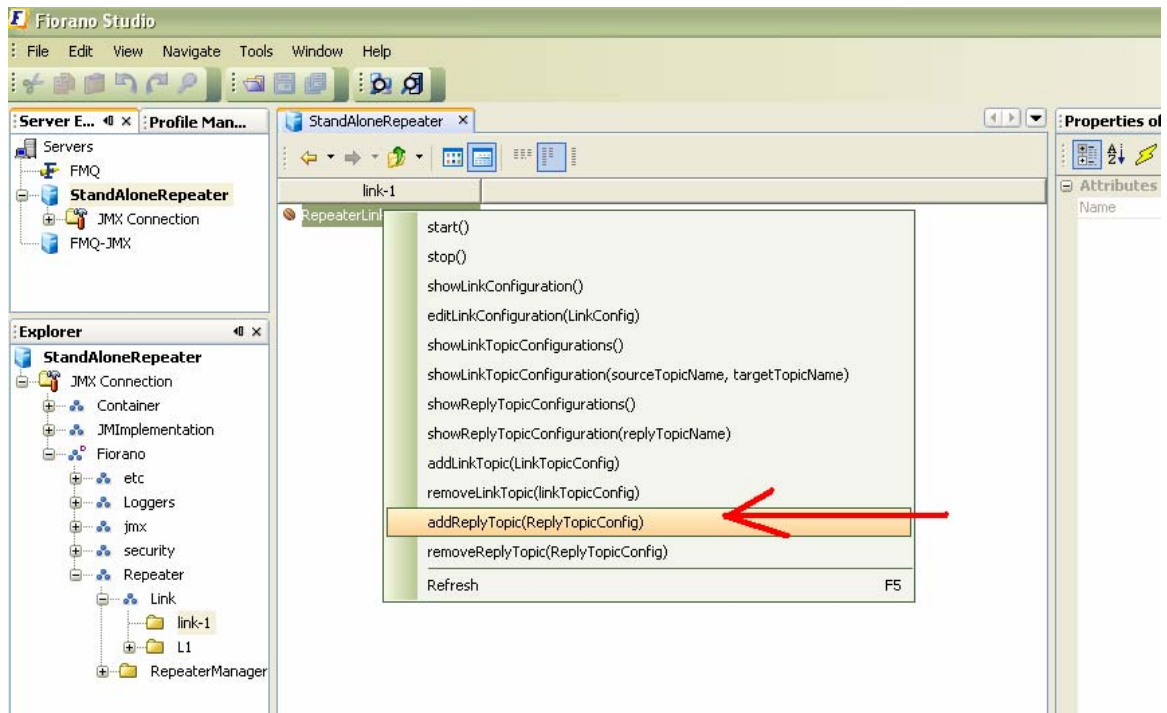 Fiorano Studio
File Edit View Navigate Tools Window Help
Server E... Profile Man...
Servers
FMQ
StandAloneRepeater
JMX Connection
FMQ-JMX
Explorer
StandAloneRepeater
JMX Connection
Container
JMImplementation
Fiorano
etc
Loggers
jmx
security
Repeater
Link
link-1
L1
RepeaterManager
StandAloneRepeater
link-1
RepeaterLink
start()
stop()
showLinkConfiguration()
editLinkConfiguration(LinkConfig)
showLinkTopicConfigurations()
showLinkTopicConfiguration(sourceTopicName, targetTopicName)
showReplyTopicConfigurations()
showReplyTopicConfiguration(replyTopicName)
addLinkTopic(LinkTopicConfig)
removeLinkTopic(linkTopicConfig)
addReplyTopic(ReplyTopicConfig)
removeReplyTopic(ReplyTopicConfig)
Refresh F5
Properties of
Attributes
Name